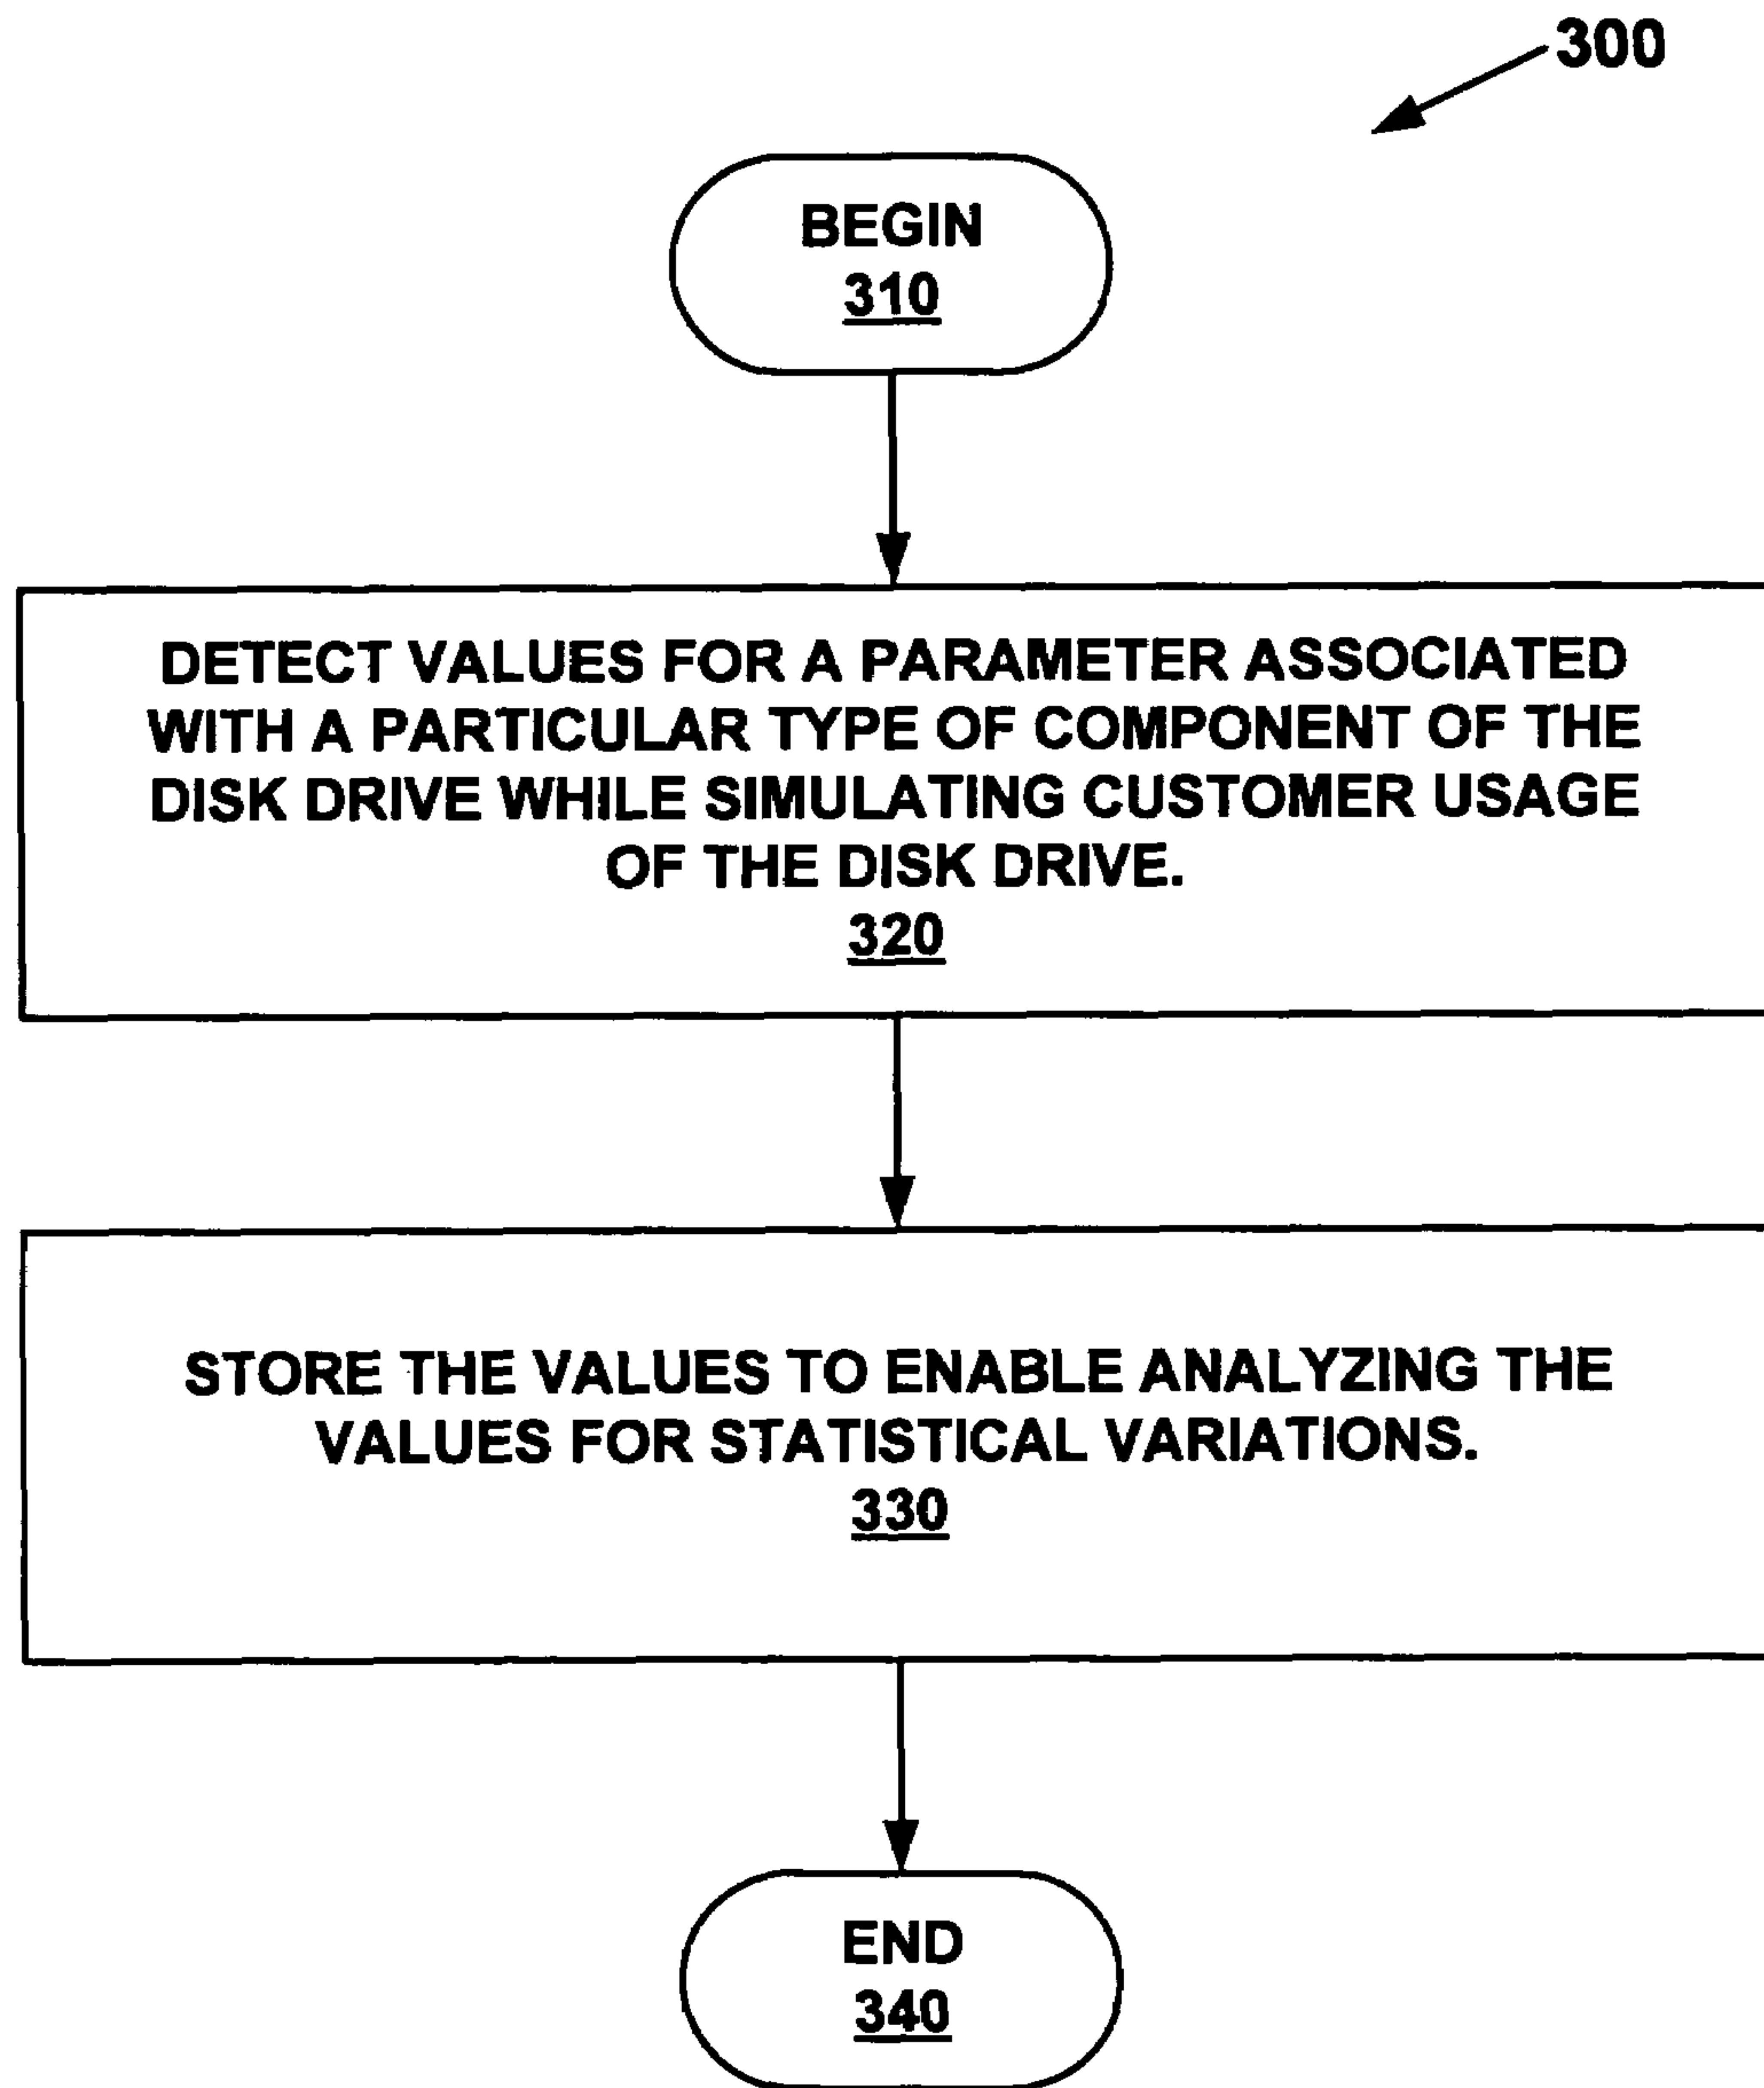 300
BEGIN
310
DETECT VALUES FOR A PARAMETER ASSOCIATED
WITH A PARTICULAR TYPE OF COMPONENT OF THE
DISK DRIVE WHILE SIMULATING CUSTOMER USAGE
OF THE DISK DRIVE.
320
STORE THE VALUES TO ENABLE ANALYZING THE
VALUES FOR STATISTICAL VARIATIONS.
330
END
340